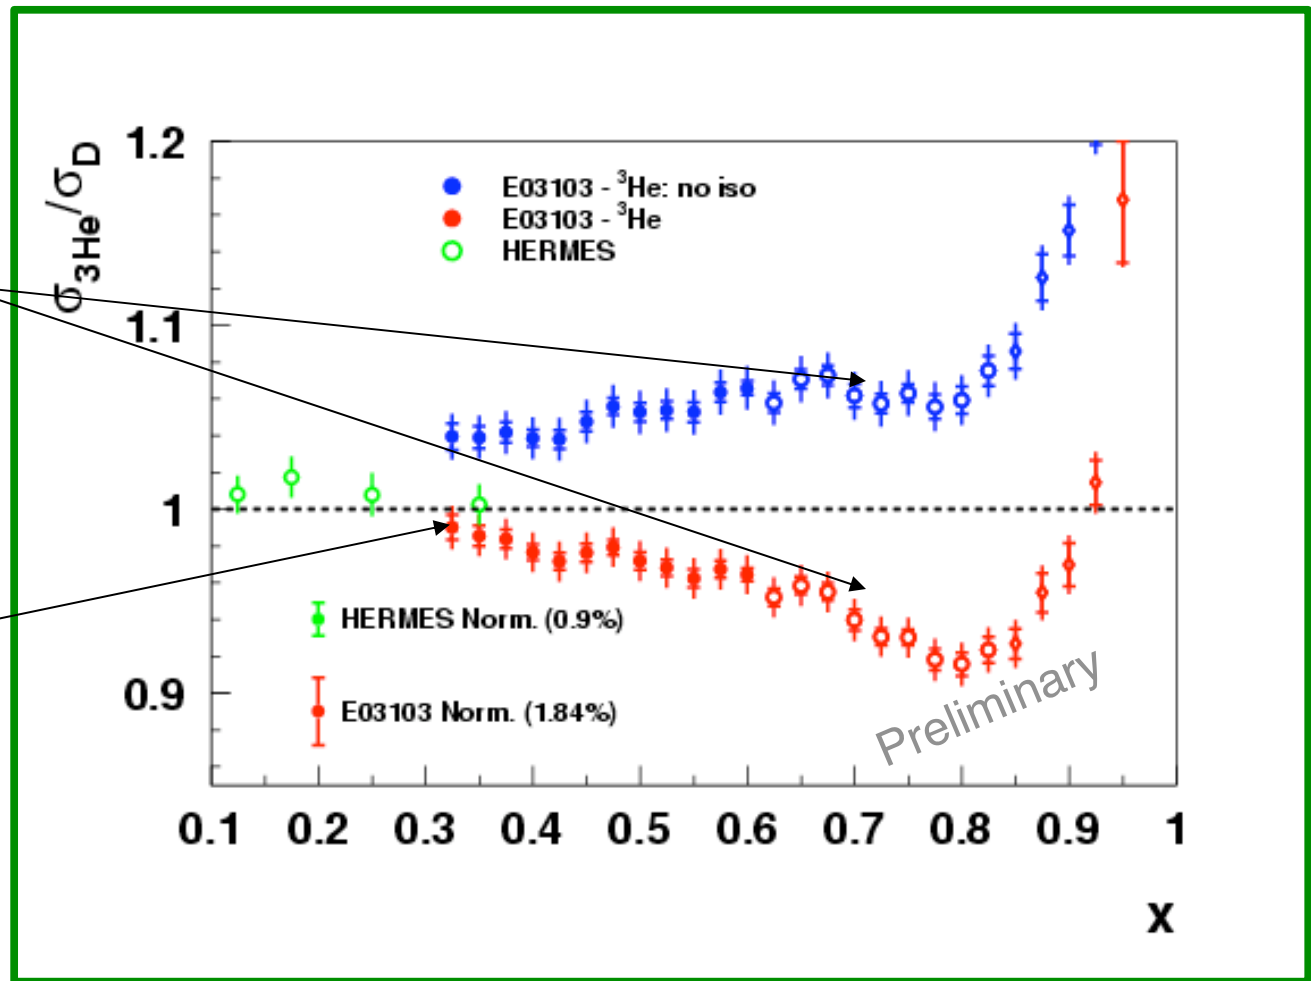 σ3He/σD
1.2
1.1
1
0.9
E03103 - ³He: no iso
E03103 - ³He
HERMES
HERMES Norm. (0.9%)
E03103 Norm. (1.84%)
Preliminary
0.1 0.2 0.3 0.4 0.5 0.6 0.7 0.8 0.9 1
x